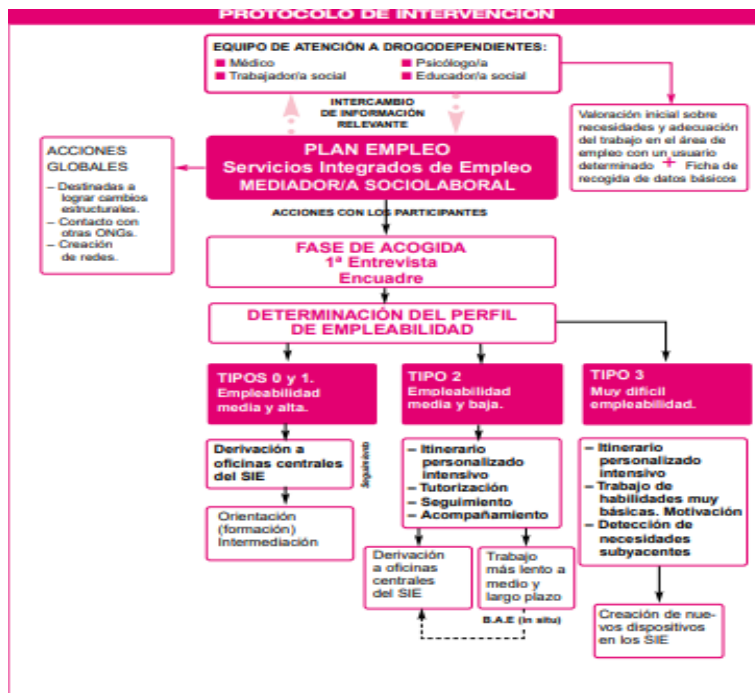 PROTOCOLO DE INTERVENCIÓN
EQUIPO DE ATENCIÓN A DROGODEPENDIENTES:
■ Médico
■ Psicólogo/a
■ Trabajador/a social
■ Educador/a social
INTERCAMBIO
DE INFORMACIÓN
RELEVANTE
Valoración inicial sobre
necesidades y adecuación
del trabajo en el área de
empleo con un usuario
determinado + Ficha de
recogida de datos básicos
ACCIONES
GLOBALES
– Destinadas a
lograr cambios
estructurales.
– Contacto con
otras ONGs.
– Creación
de redes.
PLAN EMPLEO
Servicios Integrados de Empleo
MEDIADOR/A SOCIOLABORAL
ACCIONES CON LOS PARTICIPANTES
FASE DE ACOGIDA
1ª Entrevista
Encuadre
DETERMINACIÓN DEL PERFIL
DE EMPLEABILIDAD
TIPOS 0 y 1.
Empleabilidad
media y alta.
TIPO 2
Empleabilidad
media y baja.
TIPO 3
Muy difícil
empleabilidad.
Derivación a
oficinas centrales
del SIE
Seguimiento
Orientación
(formación)
Intermediación
– Itinerario
personalizado
intensivo
– Tutorización
– Seguimiento
– Acompañamiento
Derivación
a oficinas
centrales
del SIE
Trabajo
más lento a
medio y
largo plazo
B.A.E (in situ)
– Itinerario
personalizado
intensivo
– Trabajo de
habilidades muy
básicas. Motivación
– Detección de
necesidades
subyacentes
Creación de nue-
vos dispositivos
en los SIE